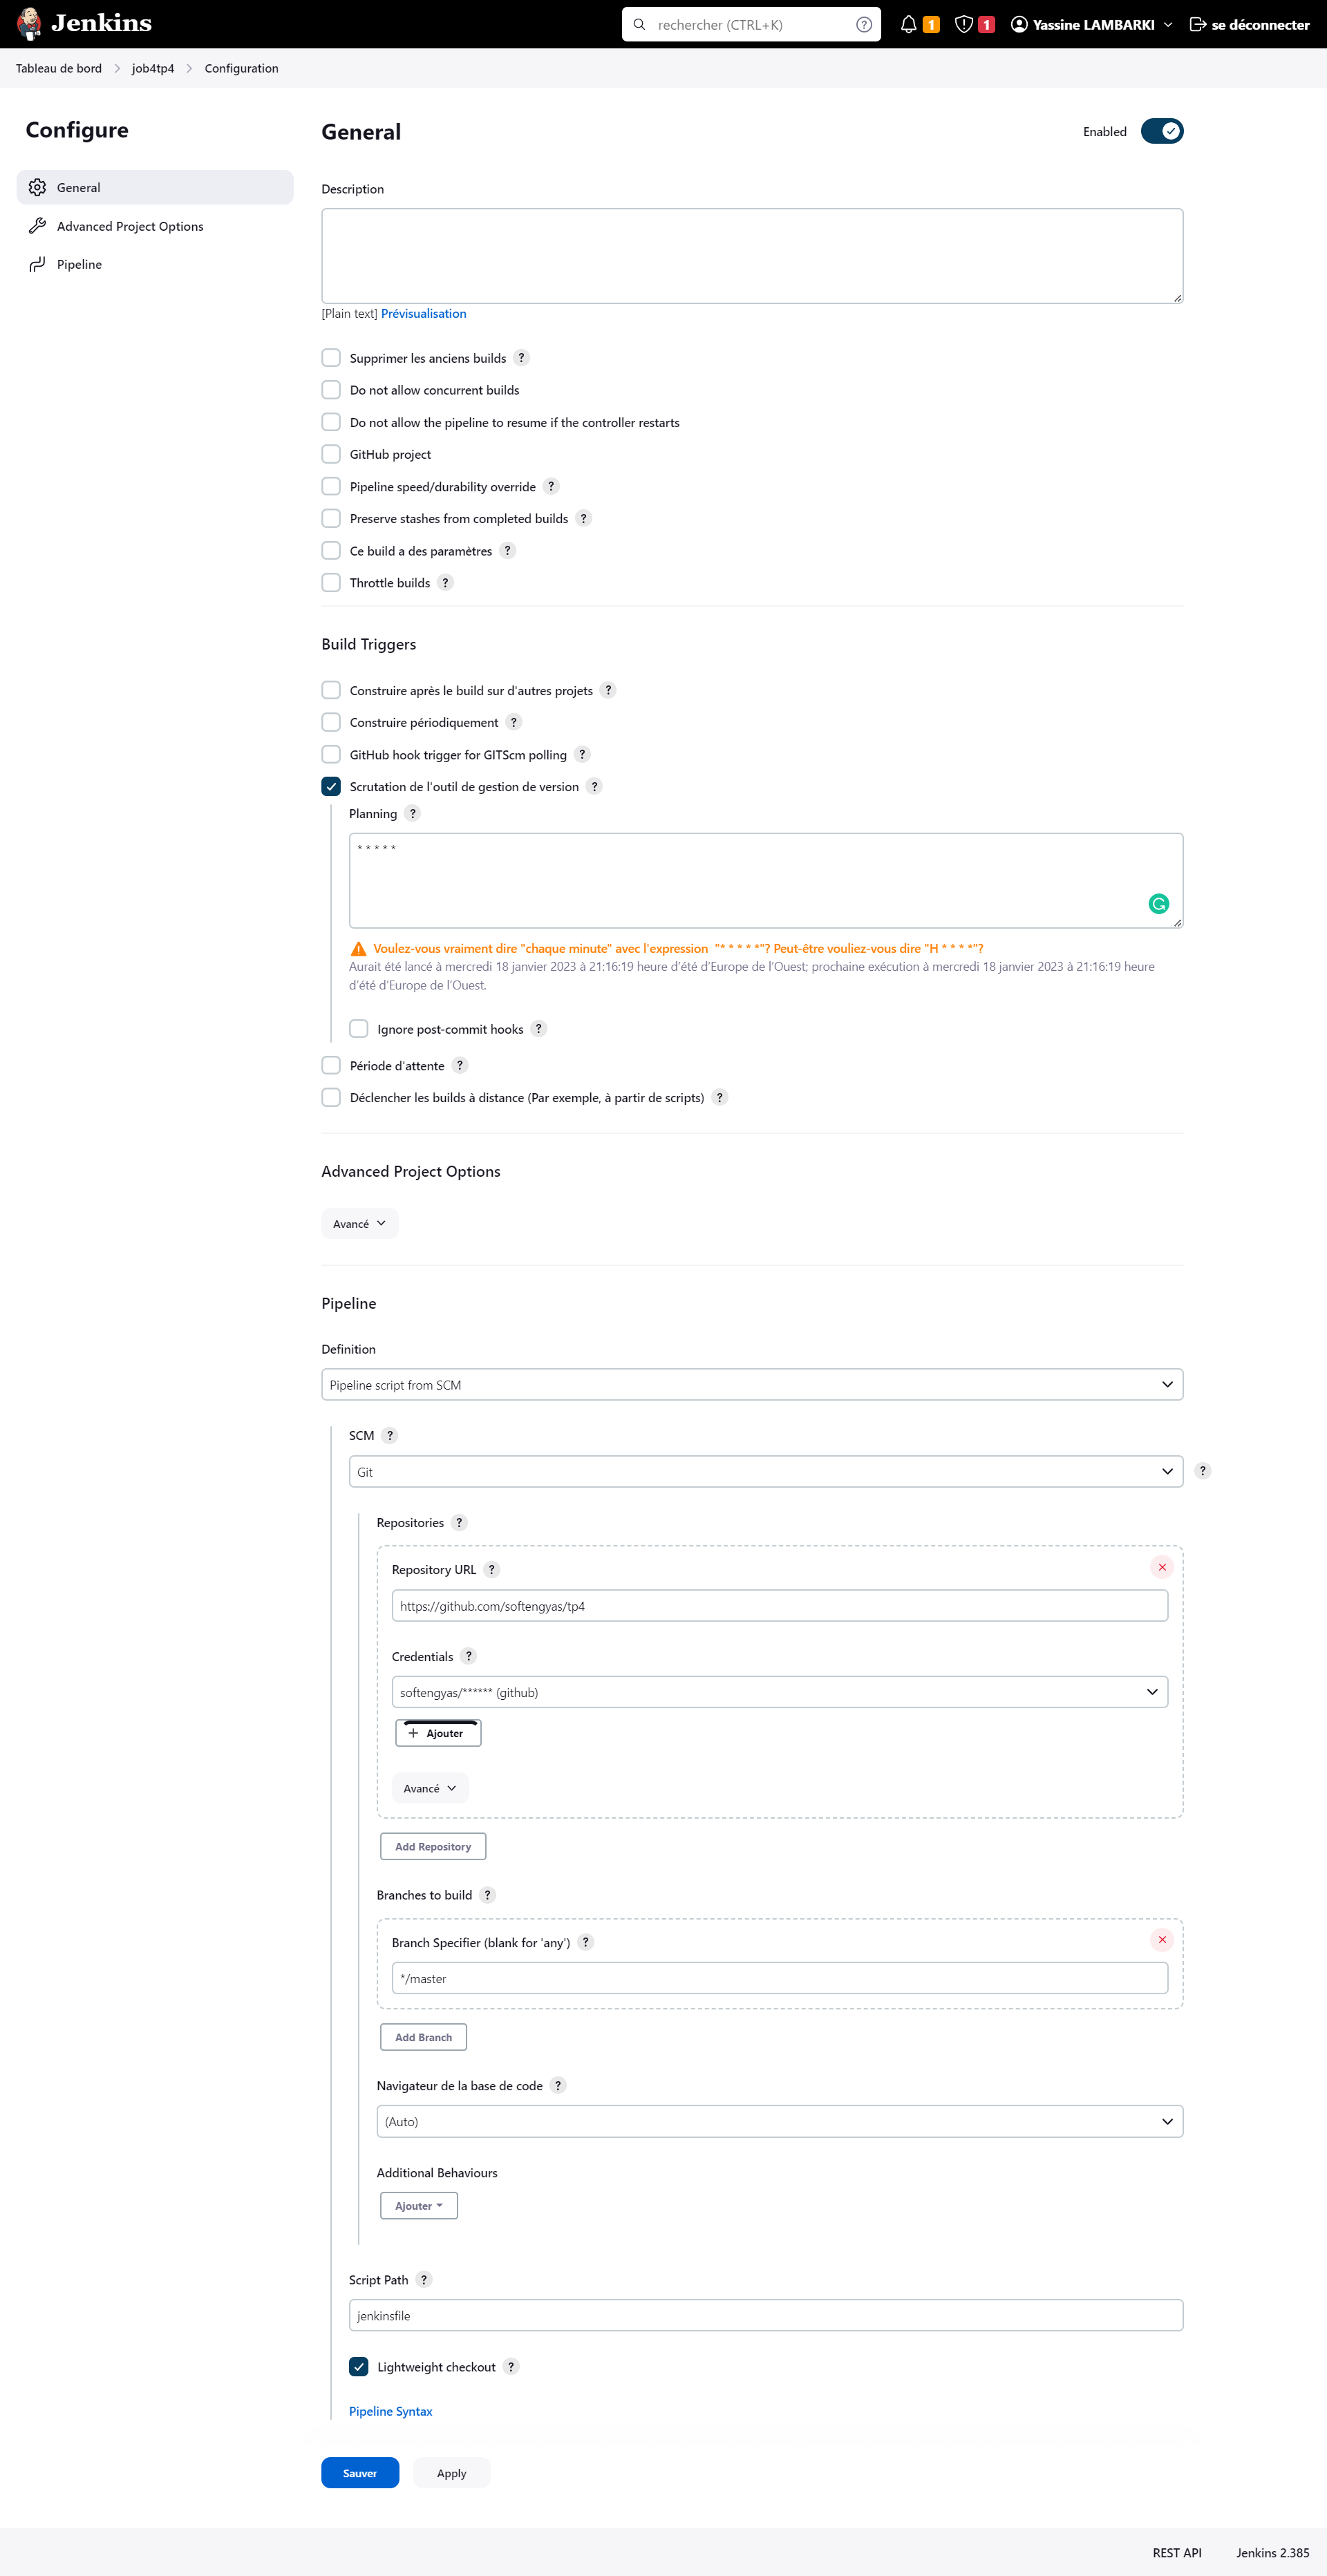 Jenkins
rechercher (CTRL+K)
?
1
1
Yassine LAMBARKI
se déconnecter
Tableau de bord
job4tp4
Configuration
Configure
General
Advanced Project Options
Pipeline
General
Enabled
Description
[Plain text] Prévisualisation
Supprimer les anciens builds ?
Do not allow concurrent builds
Do not allow the pipeline to resume if the controller restarts
GitHub project
Pipeline speed/durability override ?
Preserve stashes from completed builds ?
Ce build a des paramètres ?
Throttle builds ?
Build Triggers
Construire après le build sur d'autres projets ?
Construire périodiquement ?
GitHub hook trigger for GITScm polling ?
Scrutation de l'outil de gestion de version ?
Planning ?
* * * * *
Voulez-vous vraiment dire "chaque minute" avec l'expression "* * * * *"? Peut-être vouliez-vous dire "H * * * *"?
Aurait été lancé à mercredi 18 janvier 2023 à 21:16:19 heure d’été d’Europe de l’Ouest; prochaine exécution à mercredi 18 janvier 2023 à 21:16:19 heure
d’été d’Europe de l’Ouest.
Ignore post-commit hooks ?
Période d'attente ?
Déclencher les builds à distance (Par exemple, à partir de scripts) ?
Advanced Project Options
Avancé
Pipeline
Definition
Pipeline script from SCM
SCM ?
Git
?
Repositories ?
Repository URL ?
https://github.com/softengyas/tp4
Credentials ?
softengyas/****** (github)
+ Ajouter
Avancé
Add Repository
Branches to build ?
Branch Specifier (blank for 'any') ?
*/master
Add Branch
Navigateur de la base de code ?
(Auto)
Additional Behaviours
Ajouter
Script Path ?
jenkinsfile
Lightweight checkout ?
Pipeline Syntax
Sauver
Apply
REST API
Jenkins 2.385